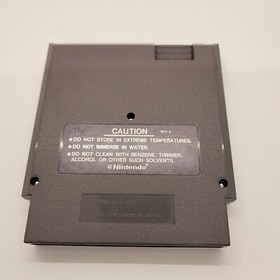 CAUTION REV-A
● DO NOT STORE IN EXTREME TEMPERATURES.
● DO NOT IMMERSE IN WATER.
● DO NOT CLEAN WITH BENZENE, THINNER,
ALCOHOL OR OTHER SUCH SOLVENTS.
Nintendo